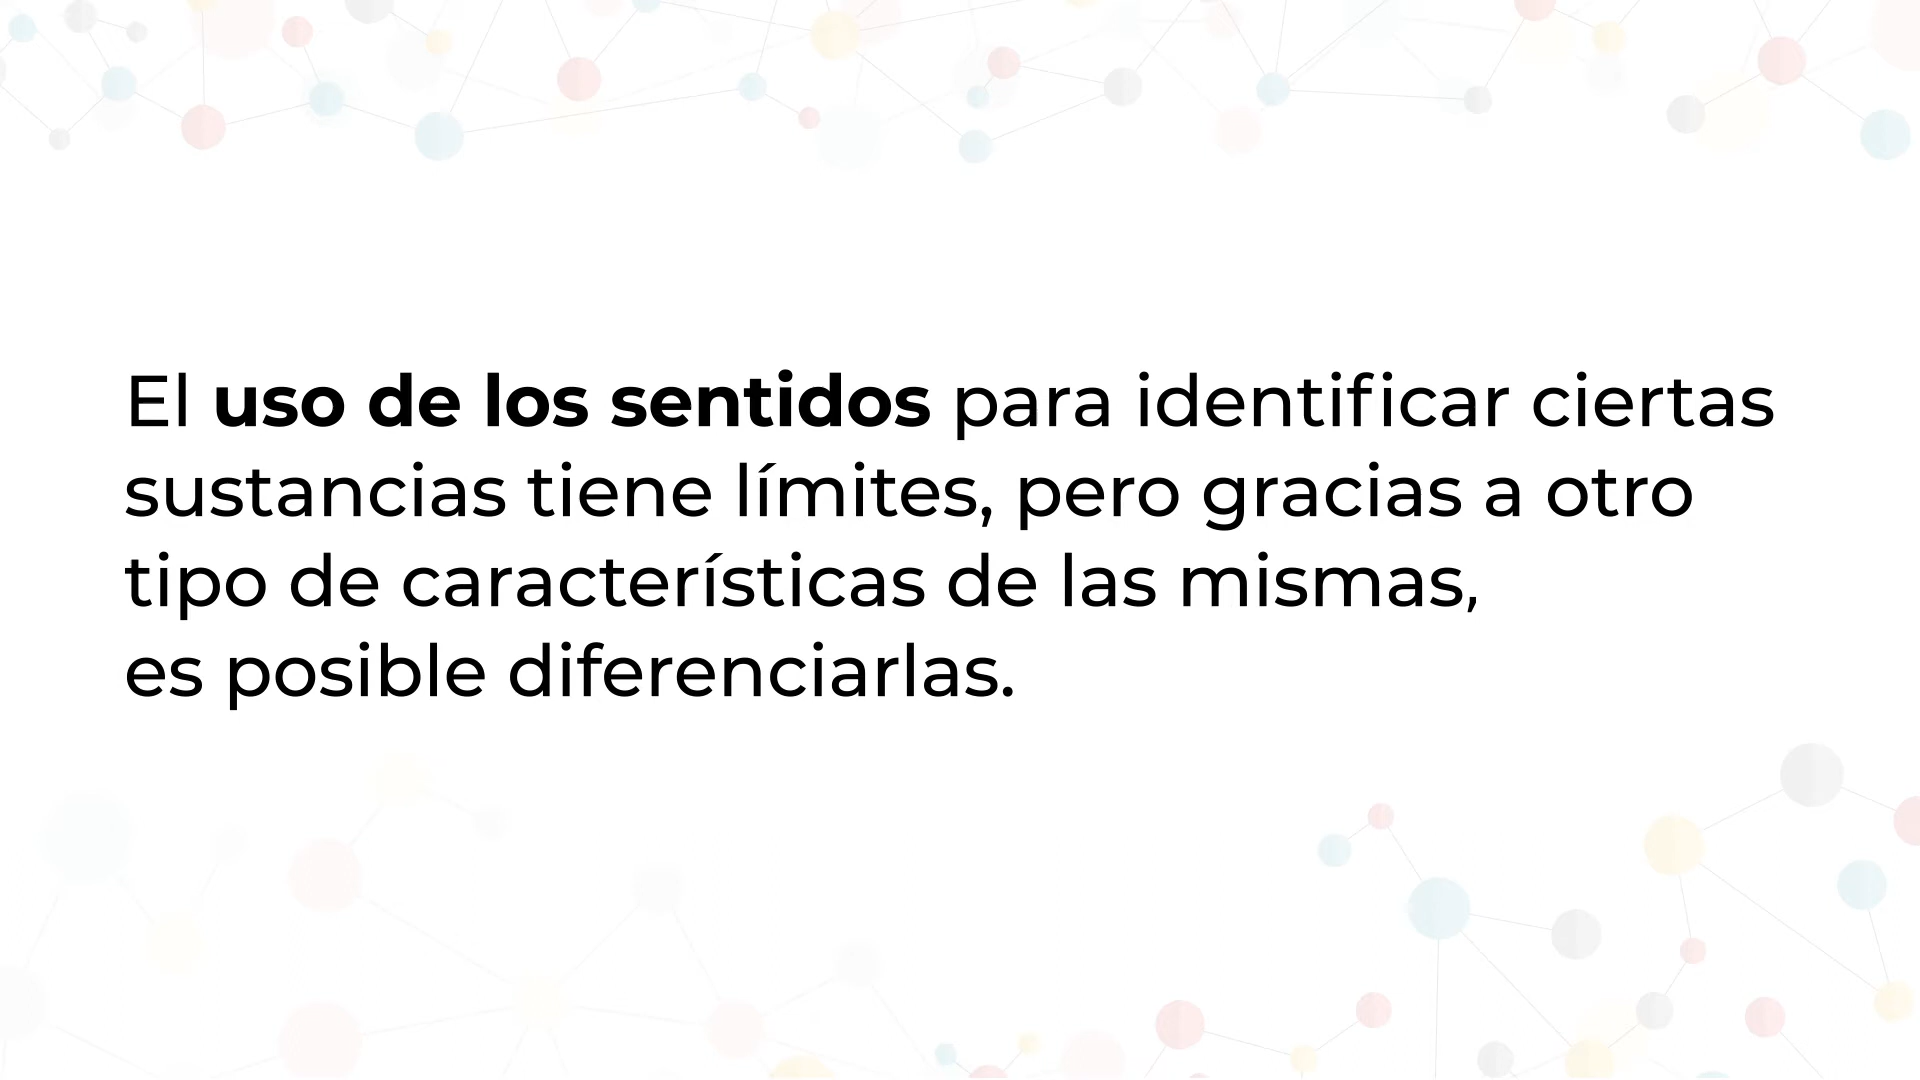 El uso de los sentidos para identificar ciertas
sustancias tiene límites, pero gracias a otro
tipo de características de las mismas,
es posible diferenciarlas.